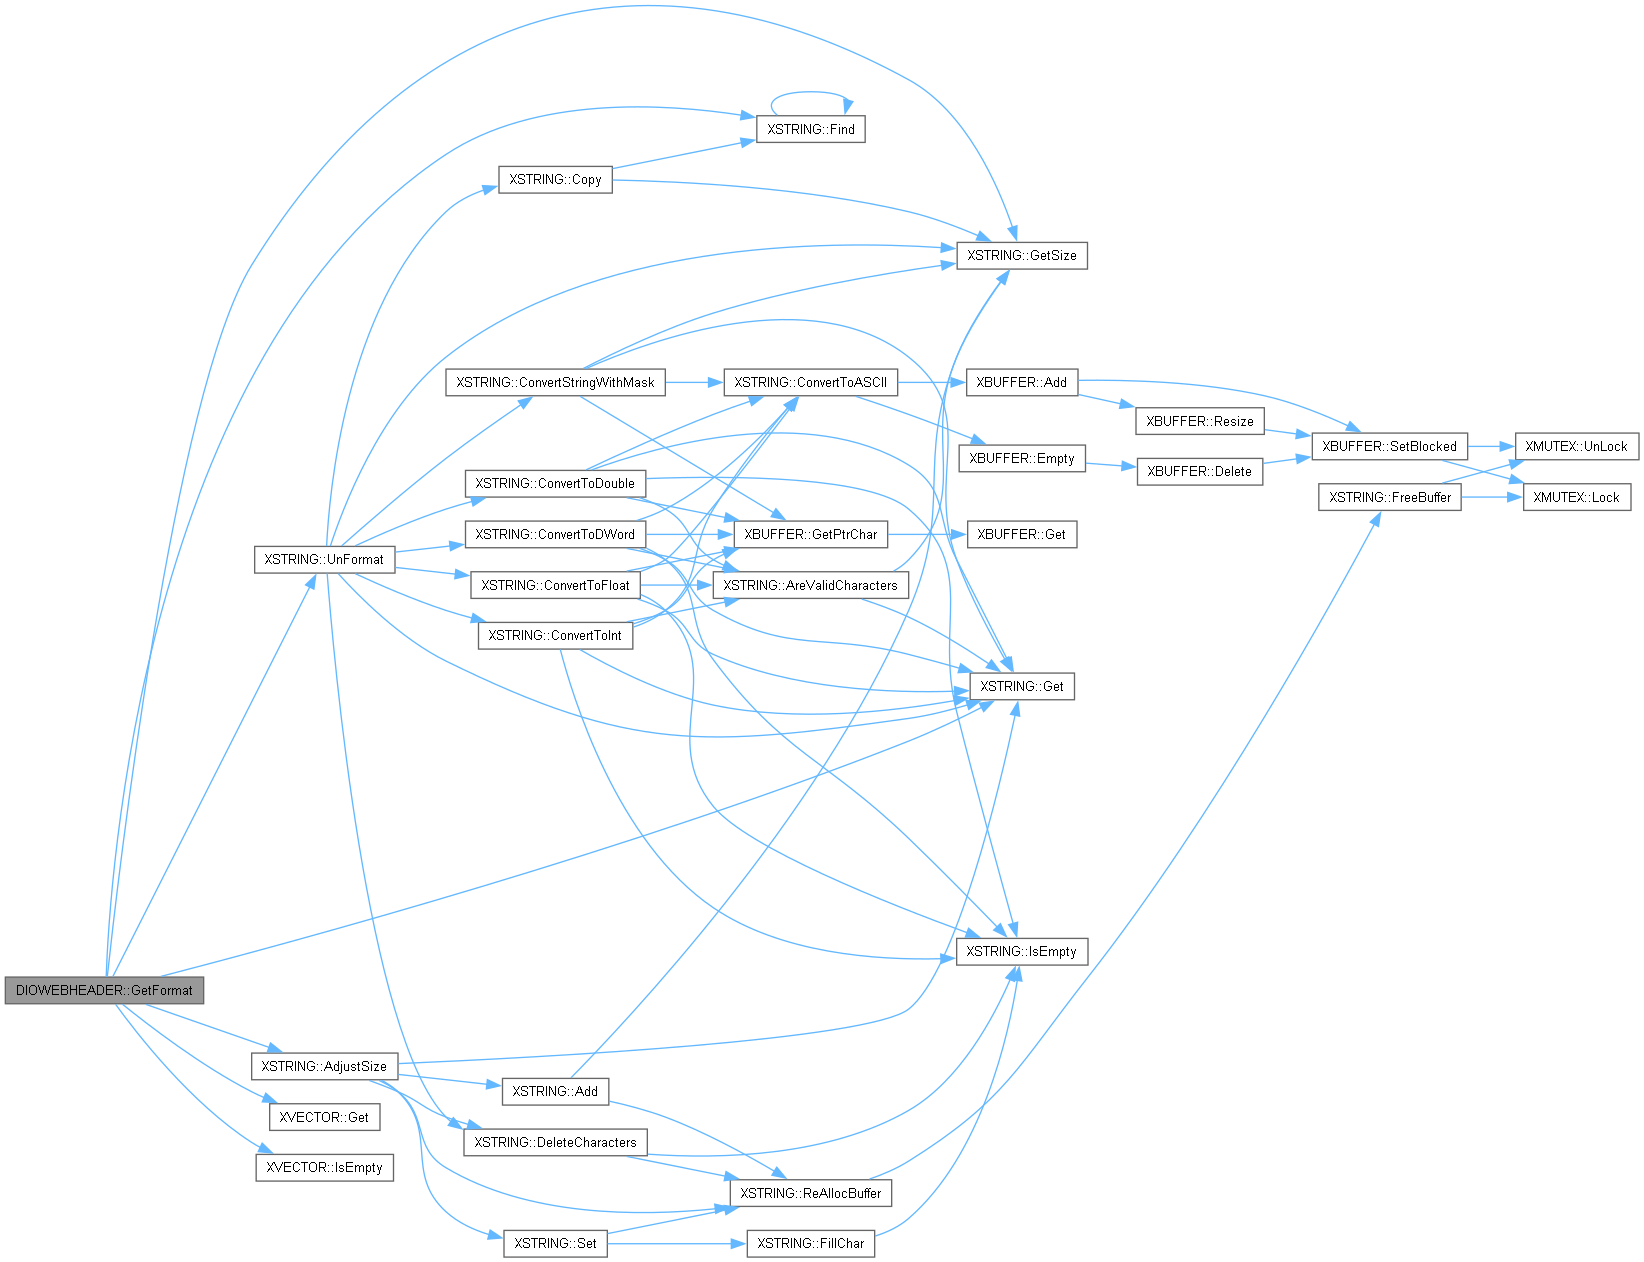 XSTRING::Find
XSTRING::Copy
XSTRING::GetSize
XSTRING::ConvertStringWithMask
XSTRING::ConvertToASCII
XBUFFER::Add
XBUFFER::Resize
XBUFFER::SetBlocked
XMUTEX::UnLock
XBUFFER::Empty
XBUFFER::Delete
XSTRING::ConvertToDouble
XSTRING::FreeBuffer
XMUTEX::Lock
XSTRING::ConvertToDWord
XBUFFER::GetPtrChar
XBUFFER::Get
XSTRING::UnFormat
XSTRING::ConvertToFloat
XSTRING::AreValidCharacters
XSTRING::ConvertToInt
XSTRING::Get
XSTRING::IsEmpty
DIOWEBHEADER::GetFormat
XSTRING::AdjustSize
XSTRING::Add
XVECTOR::Get
XSTRING::DeleteCharacters
XVECTOR::IsEmpty
XSTRING::ReAllocBuffer
XSTRING::Set
XSTRING::FillChar